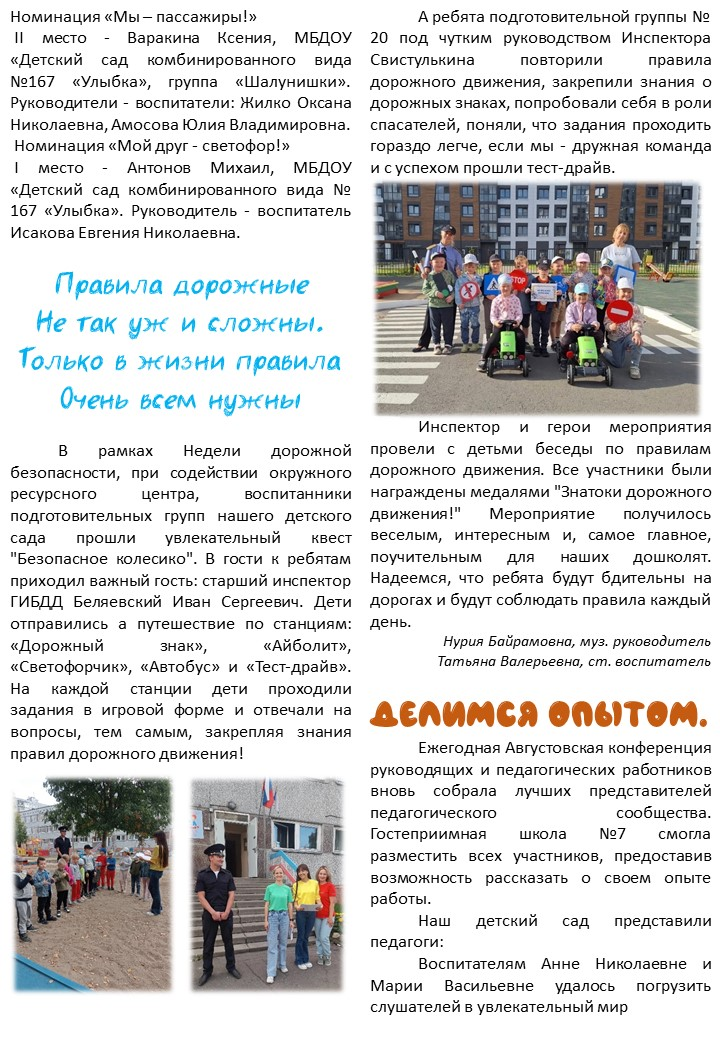 Номинация «Мы – пассажиры!»
II место - Варакина Ксения, МБДОУ
«Детский сад комбинированного вида
№167 «Улыбка», группа «Шалунишки».
Руководители - воспитатели: Жилко Оксана
Николаевна, Амосова Юлия Владимировна.
Номинация «Мой друг - светофор!»
I место - Антонов Михаил, МБДОУ
«Детский сад комбинированного вида №
167 «Улыбка». Руководитель - воспитатель
Исакова Евгения Николаевна.
Правила дорожные
Не так уж и сложны.
Только в жизни правила
Очень всем нужны
В рамках Недели дорожной
безопасности, при содействии окружного
ресурсного центра, воспитанники
подготовительных групп нашего детского
сада прошли увлекательный квест
"Безопасное колесико". В гости к ребятам
приходил важный гость: старший инспектор
ГИБДД Беляевский Иван Сергеевич. Дети
отправились а путешествие по станциям:
«Дорожный знак», «Айболит»,
«Светофорчик», «Автобус» и «Тест-драйв».
На каждой станции дети проходили
задания в игровой форме и отвечали на
вопросы, тем самым, закрепляя знания
правил дорожного движения!
А ребята подготовительной группы №
20 под чутким руководством Инспектора
Свистулькина повторили правила
дорожного движения, закрепили знания о
дорожных знаках, попробовали себя в роли
спасателей, поняли, что задания проходить
гораздо легче, если мы - дружная команда
и с успехом прошли тест-драйв.
STOP
Инспектор и герои мероприятия
провели с детьми беседы по правилам
дорожного движения. Все участники были
награждены медалями "Знатоки дорожного
движения!" Мероприятие получилось
веселым, интересным и, самое главное,
поучительным для наших дошколят.
Надеемся, что ребята будут бдительны на
дорогах и будут соблюдать правила каждый
день.
Нурия Байрамовна, муз. руководитель
Татьяна Валерьевна, ст. воспитатель
ДЕЛИМСЯ ОПЫТОМ.
Ежегодная Августовская конференция
руководящих и педагогических работников
вновь собрала лучших представителей
педагогического сообщества.
Гостеприимная школа №7 смогла
разместить всех участников, предоставив
возможность рассказать о своем опыте
работы.
Наш детский сад представили
педагоги:
Воспитателям Анне Николаевне и
Марии Васильевне удалось погрузить
слушателей в увлекательный мир